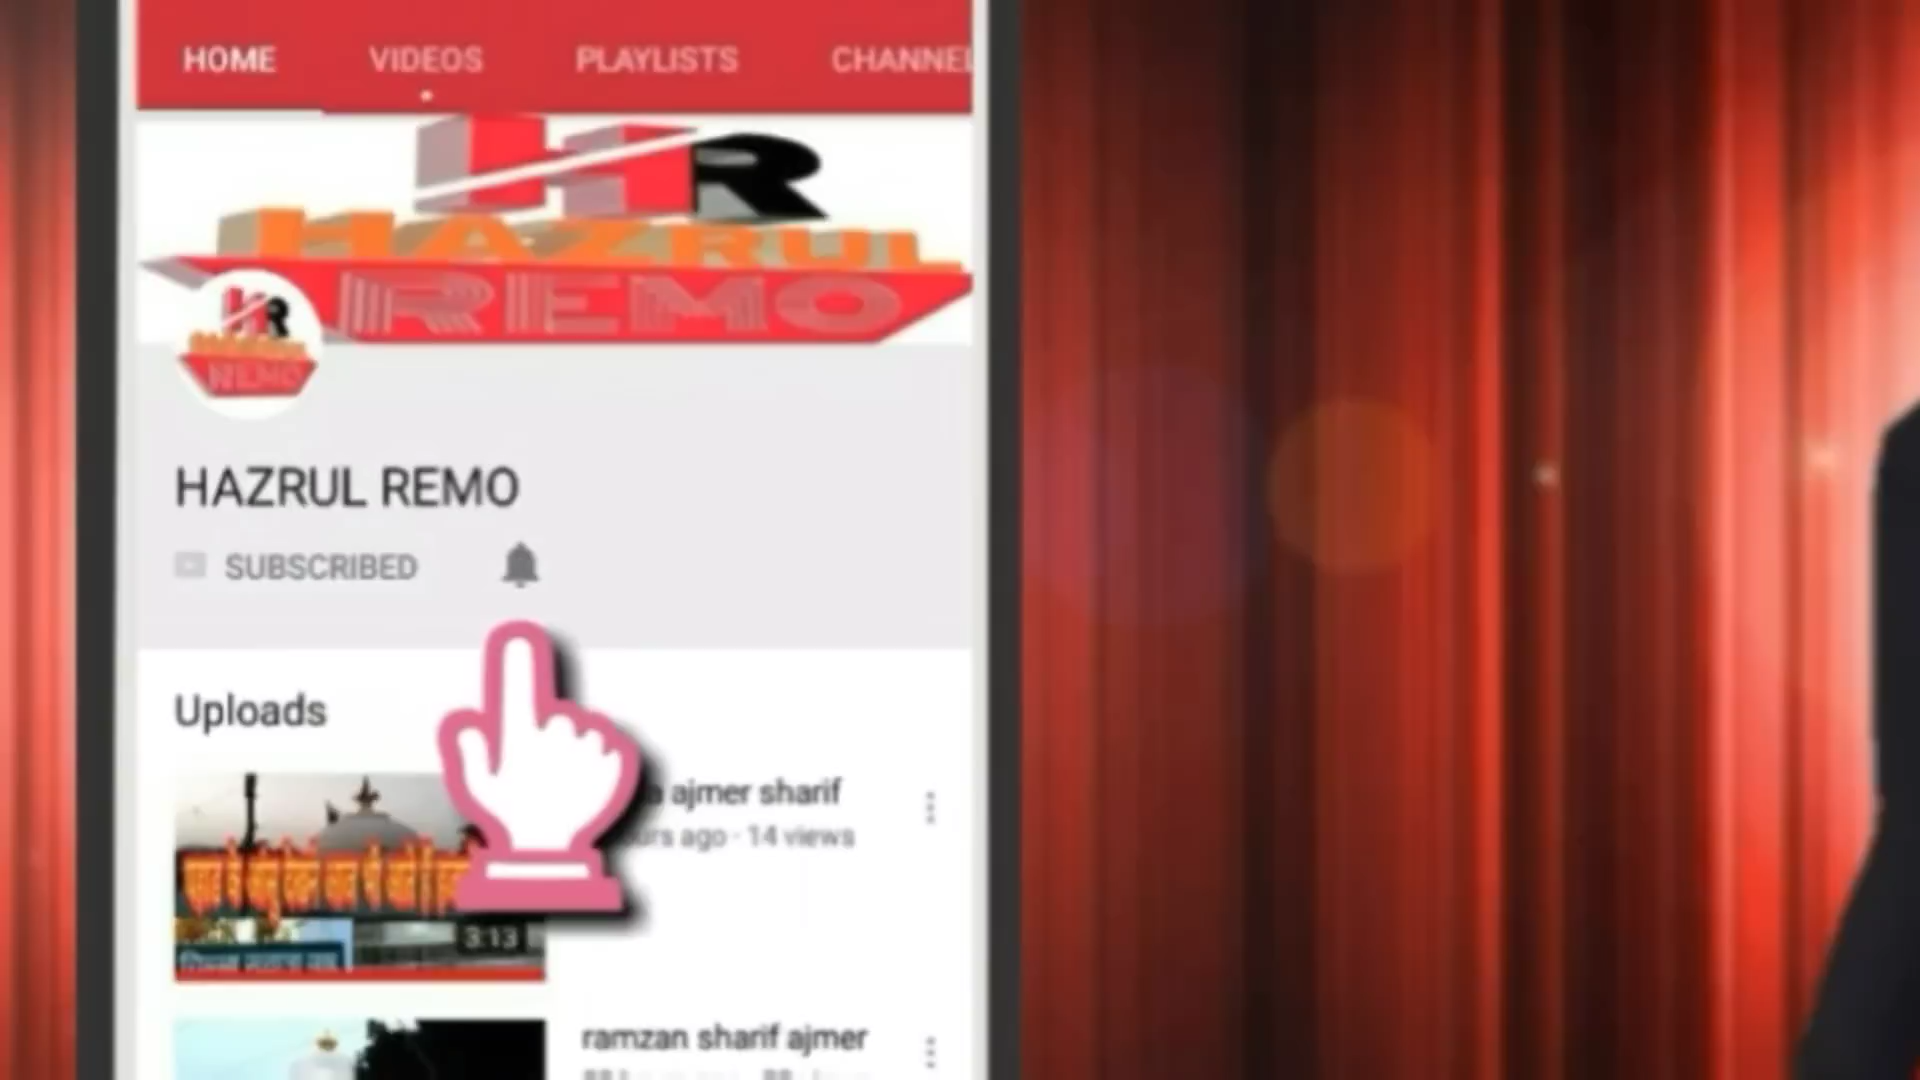 HOME VIDEOS PLAYLISTS CHANNEL
HR
HAZRUL
REMO
HR
REMO
HAZRUL REMO
SUBSCRIBED
Uploads
ajmer sharif
ago · 14 views
3:13
ramzan sharif ajmer